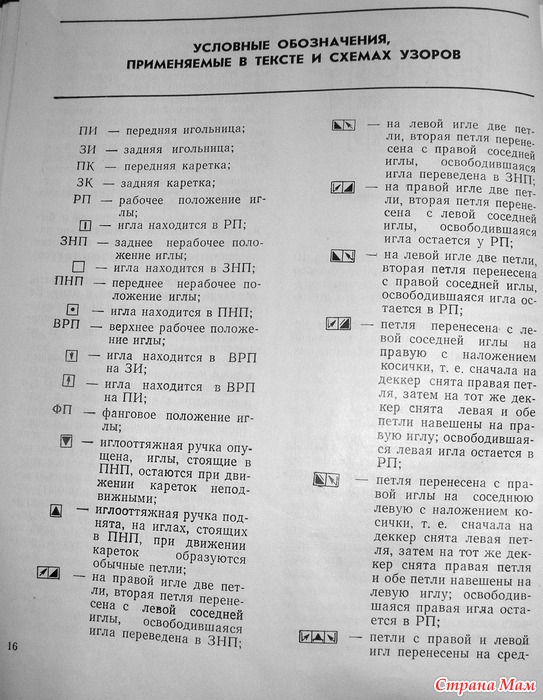 УСЛОВНЫЕ ОБОЗНАЧЕНИЯ,
ПРИМЕНЯЕМЫЕ В ТЕКСТЕ И СХЕМАХ УЗОРОВ
ПИ — передняя игольница;
ЗИ — задняя игольница;
ПК — передняя каретка;
ЗК — задняя каретка;
РП — рабочее положение иг-
лы;
— игла находится в РП;
ЗНП — заднее нерабочее поло-
жение иглы;
— игла находится в ЗНП;
ПНП — переднее нерабочее по-
ложение иглы;
— игла находится в ПНП;
ВРП — верхнее рабочее положе-
ние иглы;
— игла находится в ВРП
на ЗИ;
— игла находится в ВРП
на ПИ;
ФП — фанговое положение иг-
лы;
— иглооттяжная ручка опу-
щена, иглы, стоящие в
ПНП, остаются при дви-
жении кареток непод-
вижными;
— иглооттяжная ручка под-
нята, на иглах, стоящих
в ПНП, при движении
кареток образуются
обычные петли;
— на правой игле две пет-
ли, вторая петля перене-
сена с левой соседней
иглы, освободившаяся
игла переведена в ЗНП;
16
— на левой игле две пет-
ли, вторая петля перене-
сена с правой соседней
иглы, освободившаяся
игла переведена в ЗНП;
— на правой игле две пет-
ли, вторая петля перене-
сена с левой соседней
иглы, освободившаяся
игла остается у РП;
— на левой игле две петли,
вторая петля перенесена
с правой соседней иглы,
освободившаяся игла ос-
тается в РП;
— петля перенесена с ле-
вой соседней иглы на
правую с наложением
косички, т. е. сначала на
деккер снята правая пет-
ля, затем на тот же дек-
кер снята левая и обе
петли навешены на пра-
вую иглу; освободившая-
ся левая игла остается в
РП;
— петля перенесена с пра-
вой иглы на соседнюю
левую с наложением ко-
сички, т. е. сначала на
деккер снята левая пет-
ля, затем на тот же дек-
кер снята правая петля
и обе петли навешены на
левую иглу; освободив-
шаяся правая игла оста-
ется в РП;
— петли с правой и левой
игл перенесены на сред-
Страна Мам